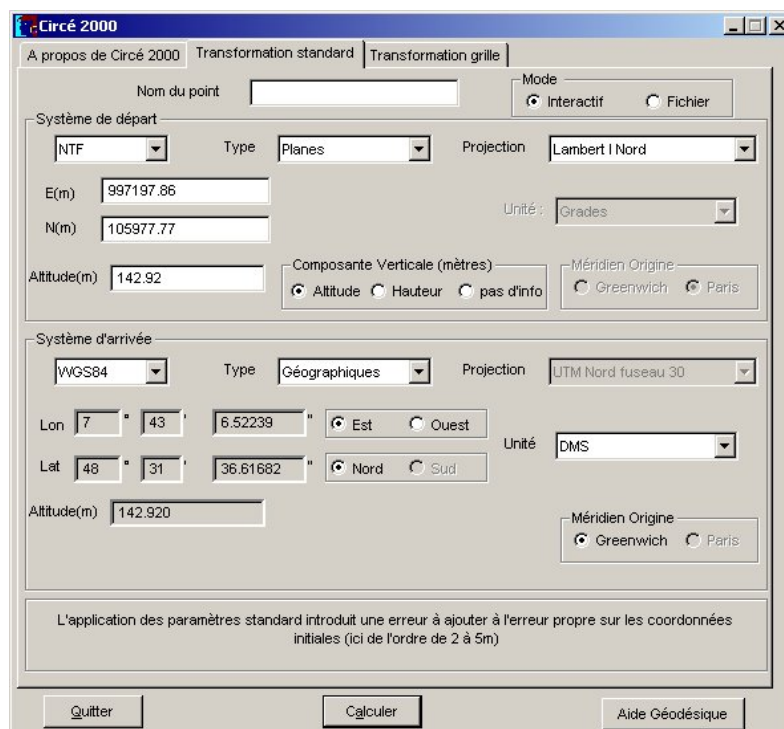 Circé 2000
A propos de Circé 2000 Transformation standard Transformation grille
Nom du point
Mode
Interactif Fichier
Système de départ
NTF Type Planes Projection Lambert I Nord
E(m) 997197.86
Unité : Grades
N(m) 105977.77
Altitude(m) 142.92
Composante Verticale (mètres)
Altitude Hauteur pas d'info
Méridien Origine
Greenwich Paris
Système d'arrivée
WGS84 Type Géographiques Projection UTM Nord fuseau 30
Lon 7 ° 43 ' 6.52239 " Est Ouest
Unité DMS
Lat 48 ° 31 ' 36.61682 " Nord Sud
Altitude(m) 142.920
Méridien Origine
Greenwich Paris
L'application des paramètres standard introduit une erreur à ajouter à l'erreur propre sur les coordonnées
initiales (ici de l'ordre de 2 à 5m)
Quitter Calculer Aide Géodésique